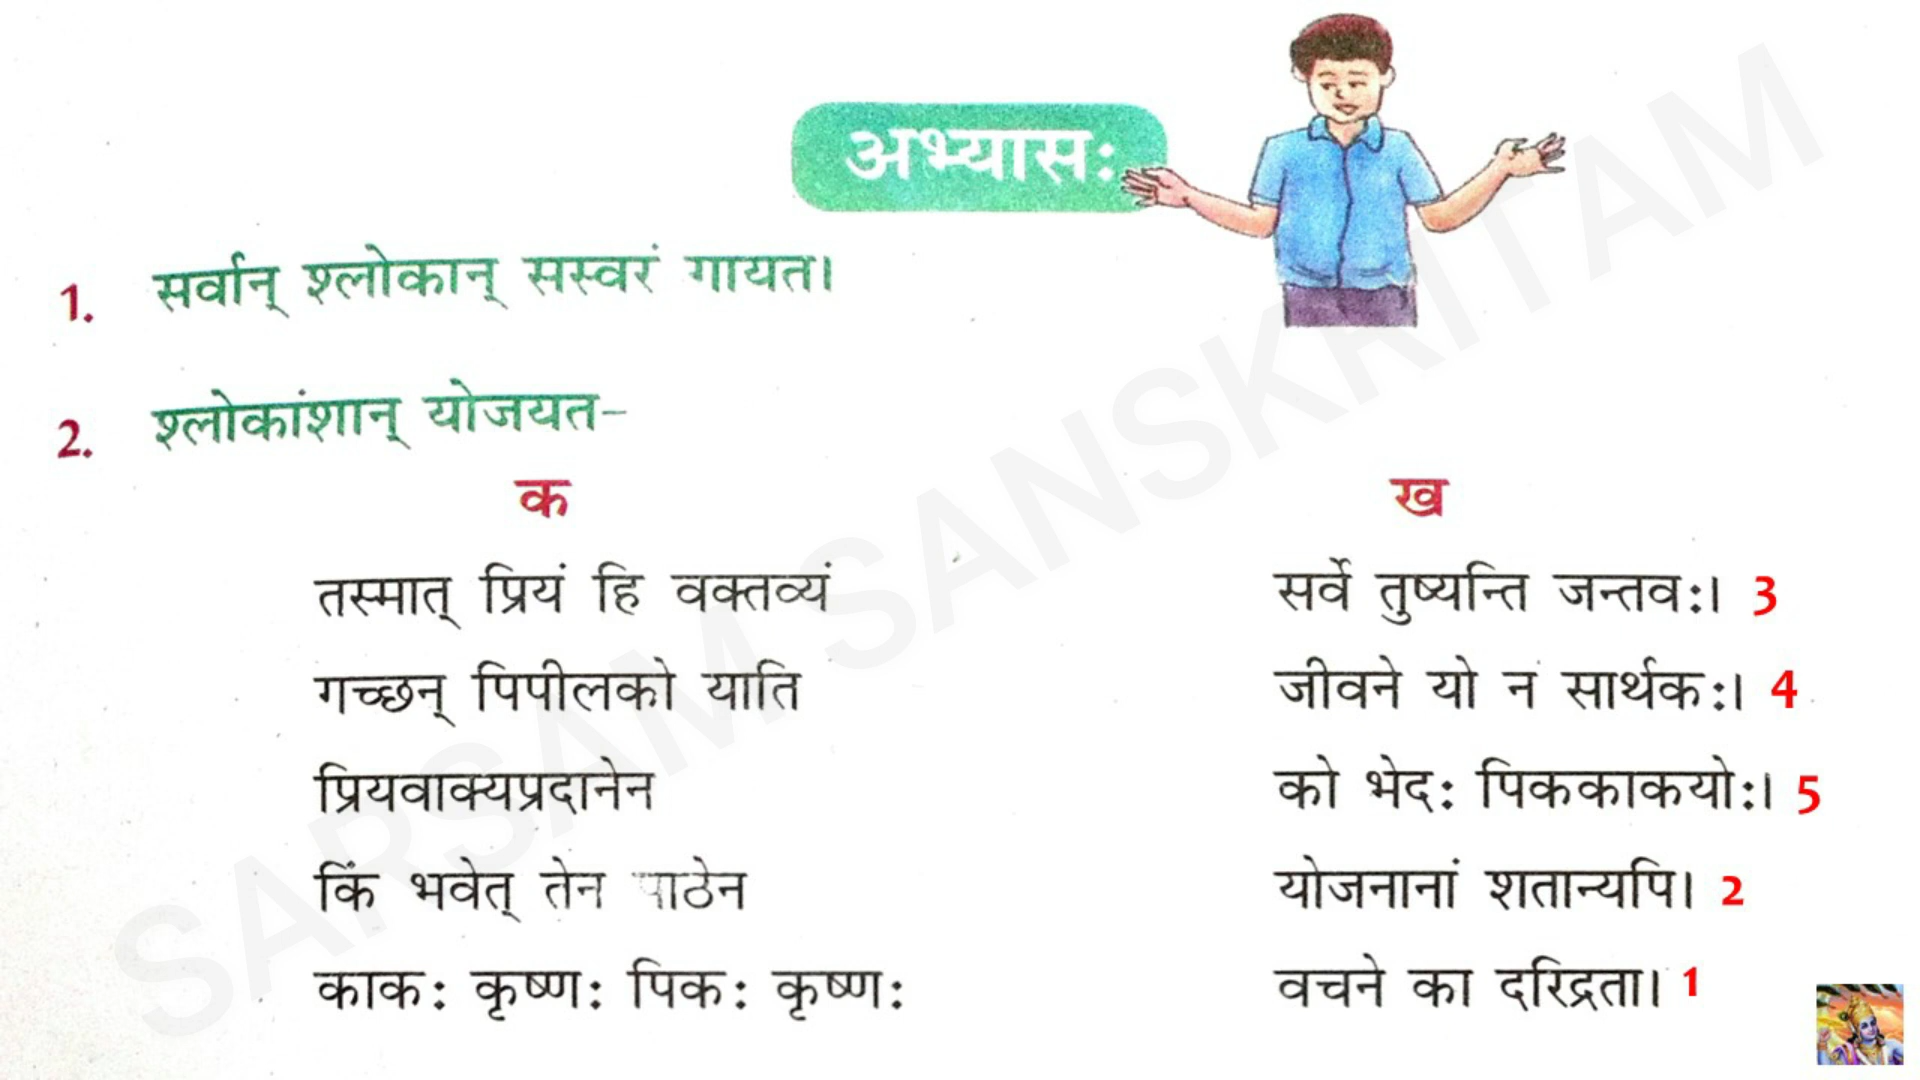 अभ्यासः
1. सर्वान् श्लोकान् सस्वरं गायत।
2. श्लोकांशान् योजयत–
क ख
तस्मात् प्रियं हि वक्तव्यं सर्वे तुष्यन्ति जन्तवः। 3
गच्छन् पिपीलको याति जीवने यो न सार्थकः। 4
प्रियवाक्यप्रदानेन को भेदः पिककाकयोः। 5
किं भवेत् तेन पाठेन योजनानां शतान्यपि। 2
काकः कृष्णः पिकः कृष्णः वचने का दरिद्रता। 1
SARSAM SANSKRITAM